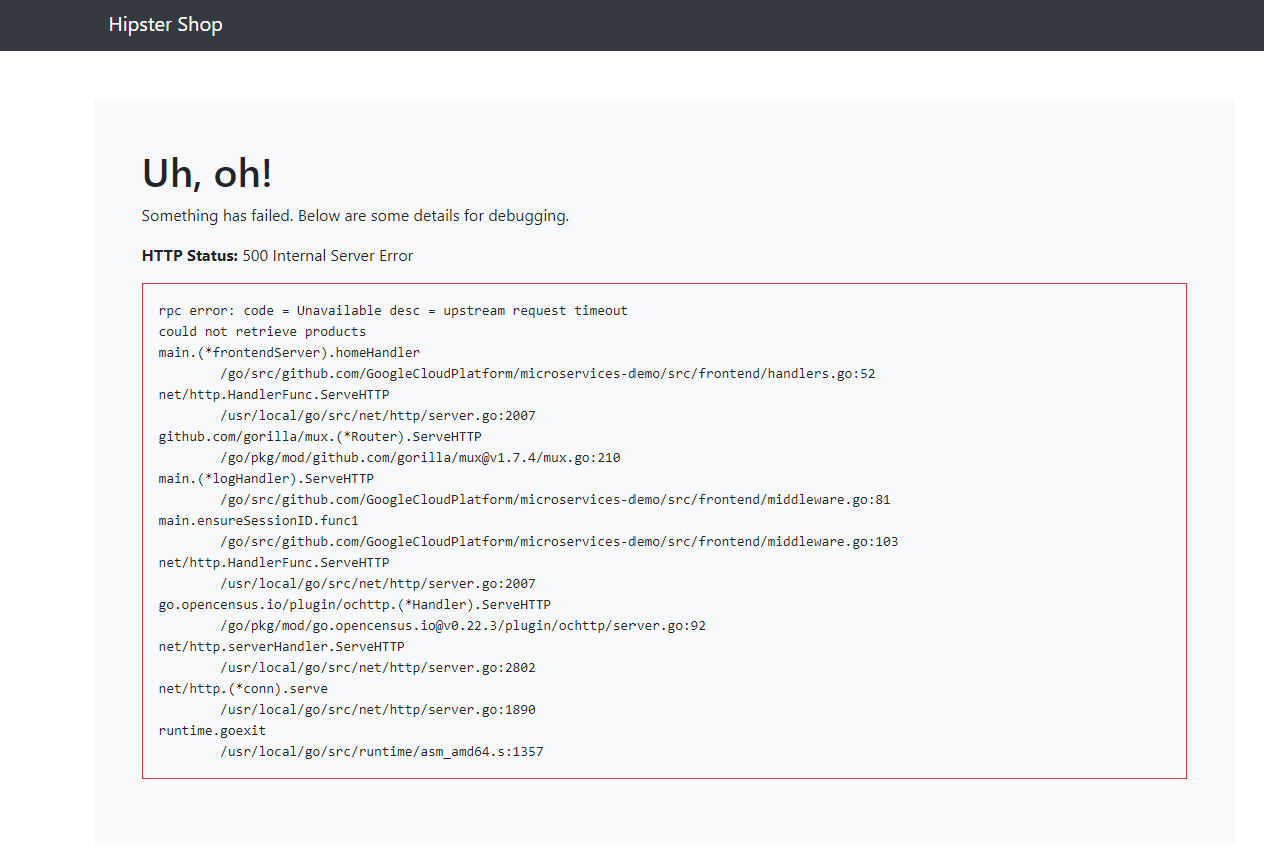 Hipster Shop
Uh, oh!
Something has failed. Below are some details for debugging.
HTTP Status: 500 Internal Server Error
rpc error: code = Unavailable desc = upstream request timeout
could not retrieve products
main.(*frontendServer).homeHandler
/go/src/github.com/GoogleCloudPlatform/microservices-demo/src/frontend/handlers.go:52
net/http.HandlerFunc.ServeHTTP
/usr/local/go/src/net/http/server.go:2007
github.com/gorilla/mux.(*Router).ServeHTTP
/go/pkg/mod/github.com/gorilla/mux@v1.7.4/mux.go:210
main.(*logHandler).ServeHTTP
/go/src/github.com/GoogleCloudPlatform/microservices-demo/src/frontend/middleware.go:81
main.ensureSessionID.func1
/go/src/github.com/GoogleCloudPlatform/microservices-demo/src/frontend/middleware.go:103
net/http.HandlerFunc.ServeHTTP
/usr/local/go/src/net/http/server.go:2007
go.opencensus.io/plugin/ochttp.(*Handler).ServeHTTP
/go/pkg/mod/go.opencensus.io@v0.22.3/plugin/ochttp/server.go:92
net/http.serverHandler.ServeHTTP
/usr/local/go/src/net/http/server.go:2802
net/http.(*conn).serve
/usr/local/go/src/net/http/server.go:1890
runtime.goexit
/usr/local/go/src/runtime/asm_amd64.s:1357